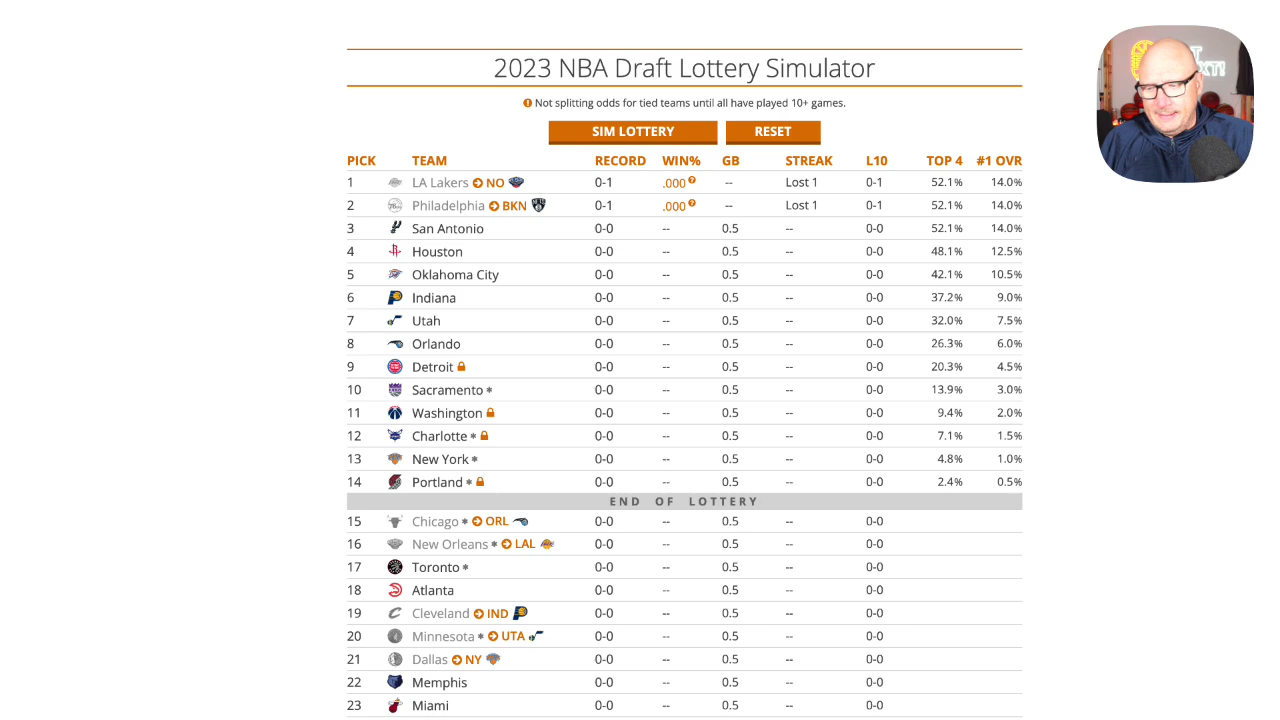 2023 NBA Draft Lottery Simulator
Not splitting odds for tied teams until all have played 10+ games.
SIM LOTTERY RESET
PICK TEAM RECORD WIN% GB STREAK L10 TOP 4 #1 OVR
1 LA Lakers NO 0-1 .000 -- Lost 1 0-1 52.1% 14.0%
2 Philadelphia BKN 0-1 .000 -- Lost 1 0-1 52.1% 14.0%
3 San Antonio 0-0 -- 0.5 -- 0-0 52.1% 14.0%
4 Houston 0-0 -- 0.5 -- 0-0 48.1% 12.5%
5 Oklahoma City 0-0 -- 0.5 -- 0-0 42.1% 10.5%
6 Indiana 0-0 -- 0.5 -- 0-0 37.2% 9.0%
7 Utah 0-0 -- 0.5 -- 0-0 32.0% 7.5%
8 Orlando 0-0 -- 0.5 -- 0-0 26.3% 6.0%
9 Detroit 0-0 -- 0.5 -- 0-0 20.3% 4.5%
10 Sacramento * 0-0 -- 0.5 -- 0-0 13.9% 3.0%
11 Washington 0-0 -- 0.5 -- 0-0 9.4% 2.0%
12 Charlotte * 0-0 -- 0.5 -- 0-0 7.1% 1.5%
13 New York * 0-0 -- 0.5 -- 0-0 4.8% 1.0%
14 Portland * 0-0 -- 0.5 -- 0-0 2.4% 0.5%
END OF LOTTERY
15 Chicago * ORL 0-0 -- 0.5 -- 0-0
16 New Orleans * LAL 0-0 -- 0.5 -- 0-0
17 Toronto * 0-0 -- 0.5 -- 0-0
18 Atlanta 0-0 -- 0.5 -- 0-0
19 Cleveland IND 0-0 -- 0.5 -- 0-0
20 Minnesota * UTA 0-0 -- 0.5 -- 0-0
21 Dallas NY 0-0 -- 0.5 -- 0-0
22 Memphis 0-0 -- 0.5 -- 0-0
23 Miami 0-0 -- 0.5 -- 0-0